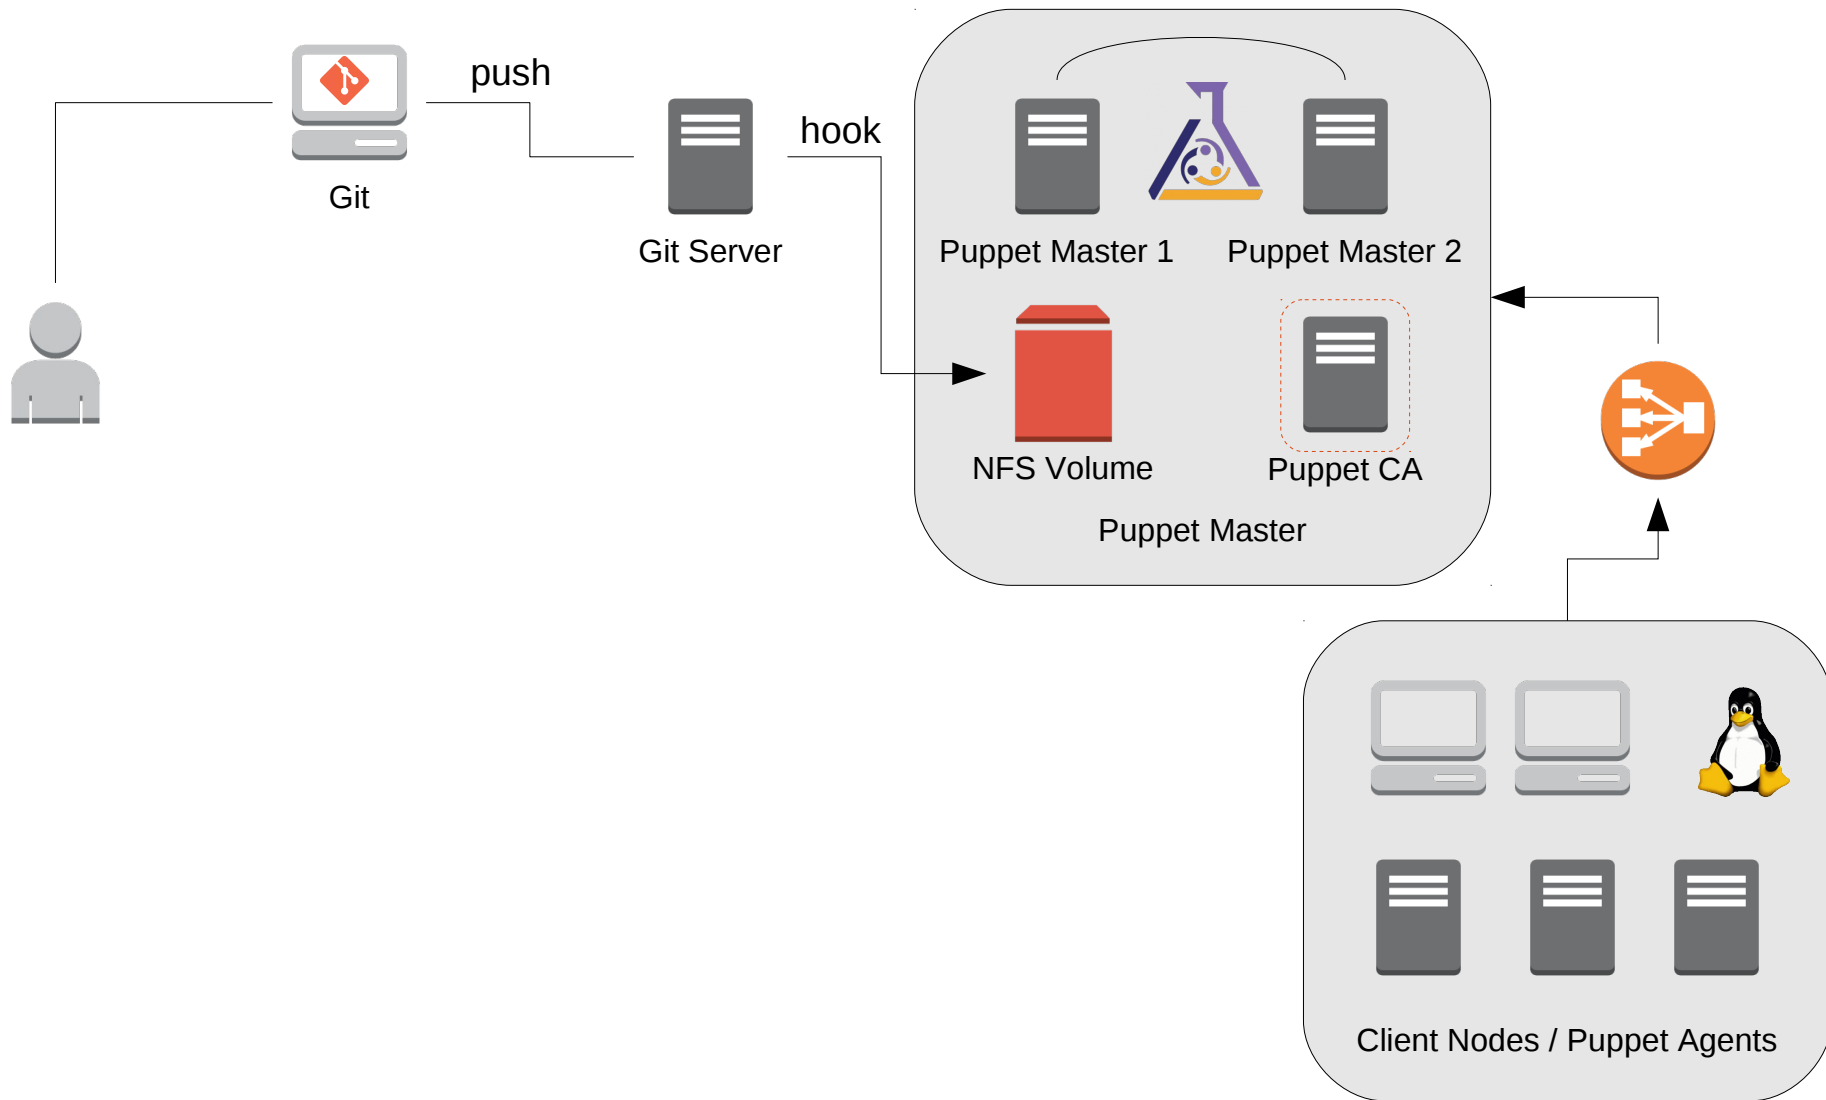 push
Git
hook
Git Server
Puppet Master 1
Puppet Master 2
NFS Volume
Puppet CA
Puppet Master
Client Nodes / Puppet Agents